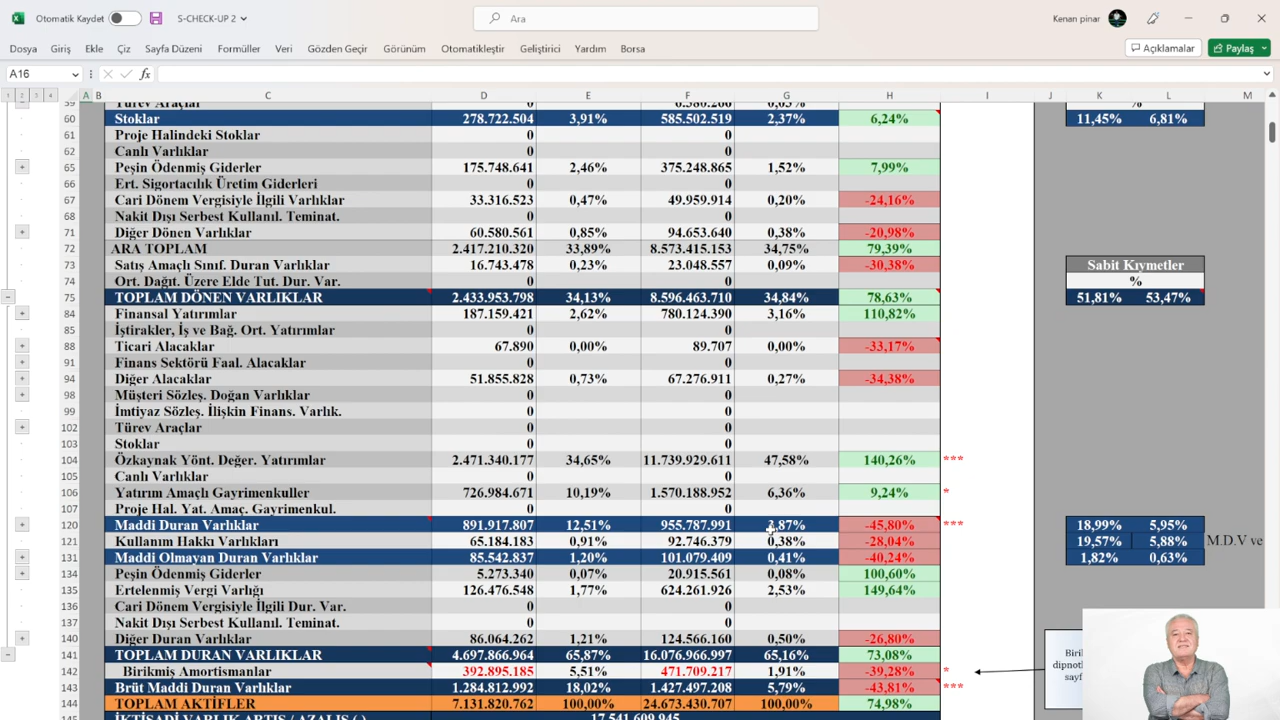 Otomatik Kaydet S-CHECK-UP 2 Ara Kenan pinar
Dosya Giriş Ekle Çiz Sayfa Düzeni Formüller Veri Gözden Geçir Görünüm Otomatikleştir Geliştirici Yardım Borsa Açıklamalar Paylaş
A16 fx
1 2 3 4 A B C D E F G H I J K L M
59 Türev Araçlar 0 %
60 Stoklar 278.722.504 3,91% 585.502.519 2,37% 6,24% 11,45% 6,81%
61 Proje Halindeki Stoklar 0 0
62 Canlı Varlıklar 0 0
65 Peşin Ödenmiş Giderler 175.748.641 2,46% 375.248.865 1,52% 7,99%
66 Ert. Sigortacılık Üretim Giderleri 0 0
67 Cari Dönem Vergisiyle İlgili Varlıklar 33.316.523 0,47% 49.959.914 0,20% -24,16%
68 Nakit Dışı Serbest Kullanıl. Teminat. 0 0
71 Diğer Dönen Varlıklar 60.580.561 0,85% 94.653.640 0,38% -20,98%
72 ARA TOPLAM 2.417.210.320 33,89% 8.573.415.153 34,75% 79,39%
73 Satış Amaçlı Sınıf. Duran Varlıklar 16.743.478 0,23% 23.048.557 0,09% -30,38% Sabit Kıymetler
74 Ort. Dağıt. Üzere Elde Tut. Dur. Var. 0 0 %
75 TOPLAM DÖNEN VARLIKLAR 2.433.953.798 34,13% 8.596.463.710 34,84% 78,63% 51,81% 53,47%
84 Finansal Yatırımlar 187.159.421 2,62% 780.124.390 3,16% 110,82%
85 İştirakler, İş ve Bağ. Ort. Yatırımlar 0 0
88 Ticari Alacaklar 67.890 0,00% 89.707 0,00% -33,17%
91 Finans Sektörü Faal. Alacaklar 0 0
94 Diğer Alacaklar 51.855.828 0,73% 67.276.911 0,27% -34,38%
98 Müşteri Sözleş. Doğan Varlıklar 0 0
99 İmtiyaz Sözleş. İlişkin Finans. Varlık. 0 0
102 Türev Araçlar 0 0
103 Stoklar 0 0
104 Özkaynak Yönt. Değer. Yatırımlar 2.471.340.177 34,65% 11.739.929.611 47,58% 140,26% ***
105 Canlı Varlıklar 0 0
106 Yatırım Amaçlı Gayrimenkuller 726.984.671 10,19% 1.570.188.952 6,36% 9,24% *
107 Proje Hal. Yat. Amaç. Gayrimenkul. 0 0
120 Maddi Duran Varlıklar 891.917.807 12,51% 955.787.991 3,87% -45,80% *** 18,99% 5,95%
121 Kullanım Hakkı Varlıkları 65.184.183 0,91% 92.746.379 0,38% -28,04% 19,57% 5,88% M.D.V ve
131 Maddi Olmayan Duran Varlıklar 85.542.837 1,20% 101.079.409 0,41% -40,24% 1,82% 0,63%
134 Peşin Ödenmiş Giderler 5.273.340 0,07% 20.915.561 0,08% 100,60%
135 Ertelenmiş Vergi Varlığı 126.476.548 1,77% 624.261.926 2,53% 149,64%
136 Cari Dönem Vergisiyle İlgili Dur. Var. 0 0
137 Nakit Dışı Serbest Kullanıl. Teminat. 0 0
140 Diğer Duran Varlıklar 86.064.262 1,21% 124.566.160 0,50% -26,80%
141 TOPLAM DURAN VARLIKLAR 4.697.866.964 65,87% 16.076.966.997 65,16% 73,08%
142 Birikmiş Amortismanlar 392.895.185 5,51% 471.709.217 1,91% -39,28% *
143 Brüt Maddi Duran Varlıklar 1.284.812.992 18,02% 1.427.497.208 5,79% -43,81% ***
144 TOPLAM AKTİFLER 7.131.820.762 100,00% 24.673.430.707 100,00% 74,98%
145 İKTİSADİ VARLIK ARTIŞ / AZALIŞ (-) 17.541.609.945